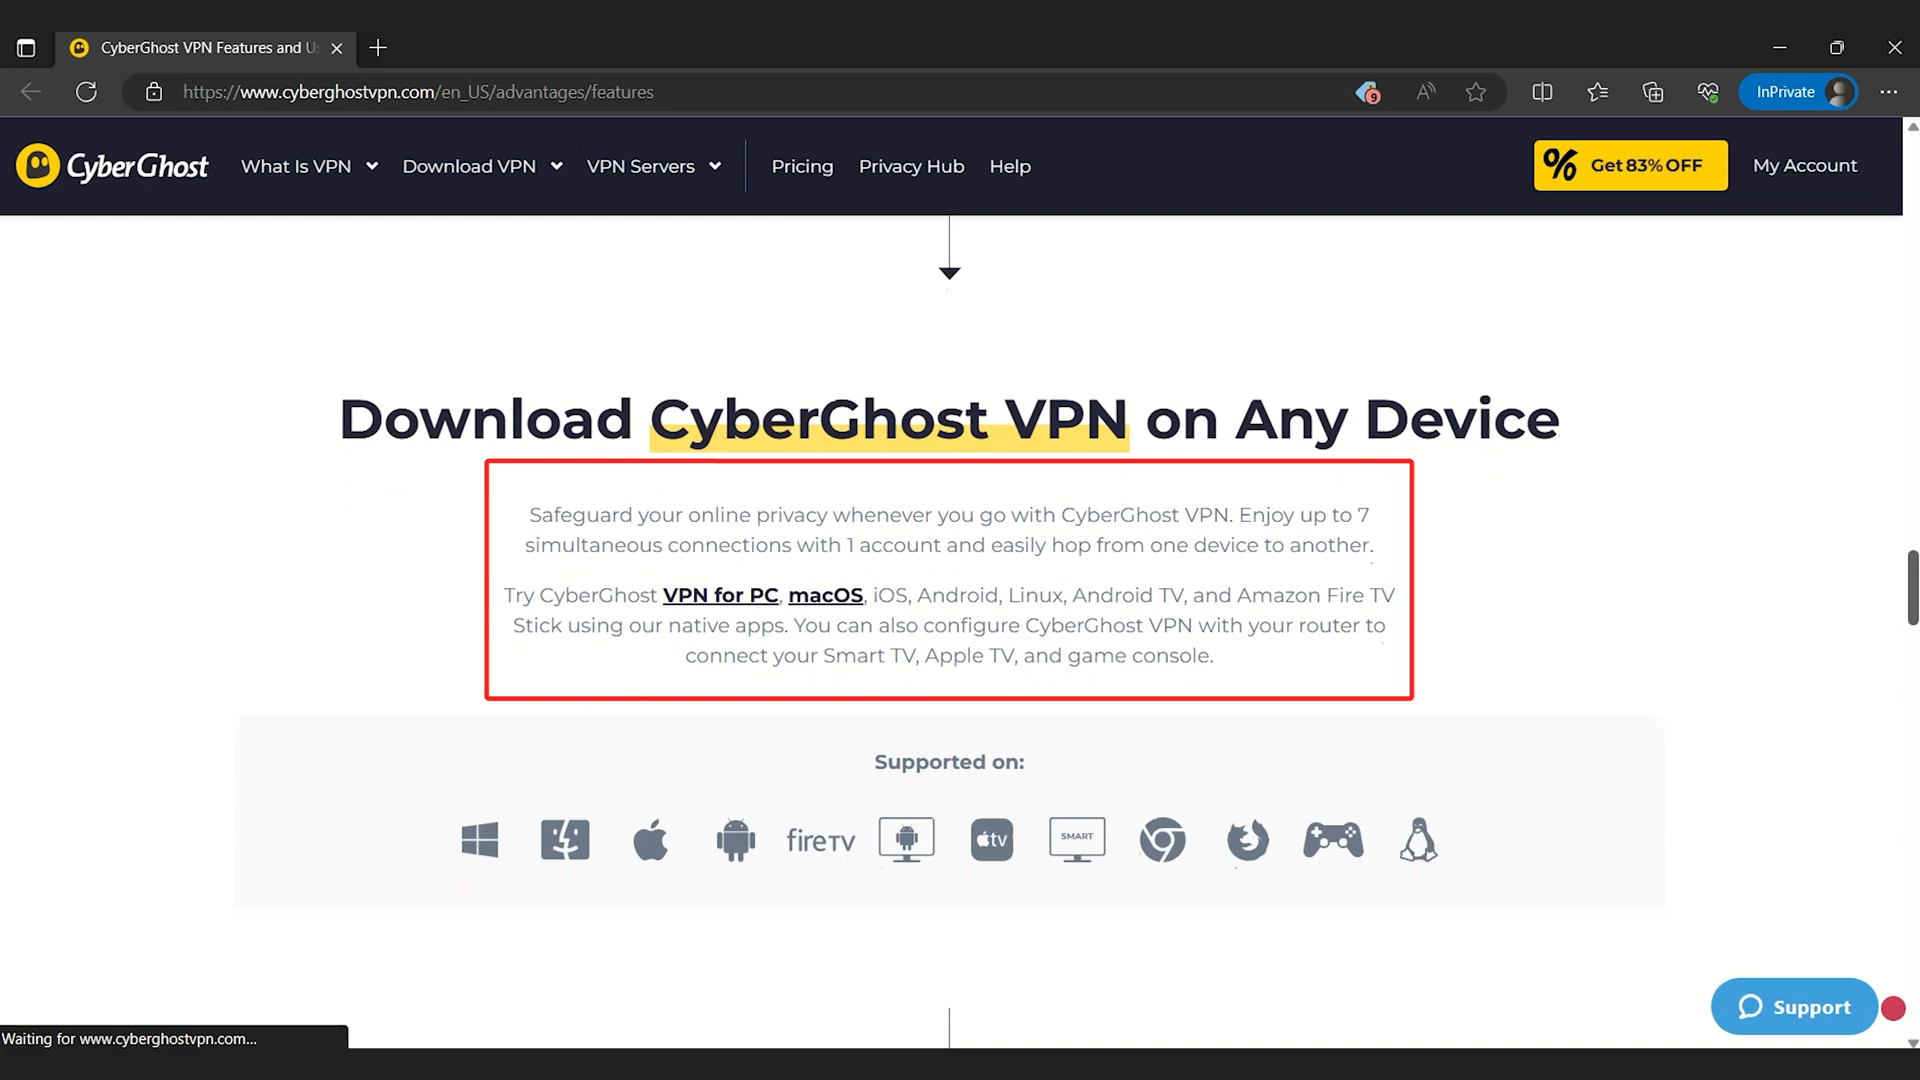 CyberGhost VPN Features and U
https://www.cyberghostvpn.com/en_US/advantages/features
9
InPrivate
CyberGhost
What Is VPN
Download VPN
VPN Servers
Pricing
Privacy Hub
Help
% Get 83% OFF
My Account
Download CyberGhost VPN on Any Device
Safeguard your online privacy whenever you go with CyberGhost VPN. Enjoy up to 7
simultaneous connections with 1 account and easily hop from one device to another.
Try CyberGhost VPN for PC, macOS, iOS, Android, Linux, Android TV, and Amazon Fire TV
Stick using our native apps. You can also configure CyberGhost VPN with your router to
connect your Smart TV, Apple TV, and game console.
Supported on:
fireTV
tv
SMART
Support
Waiting for www.cyberghostvpn.com...